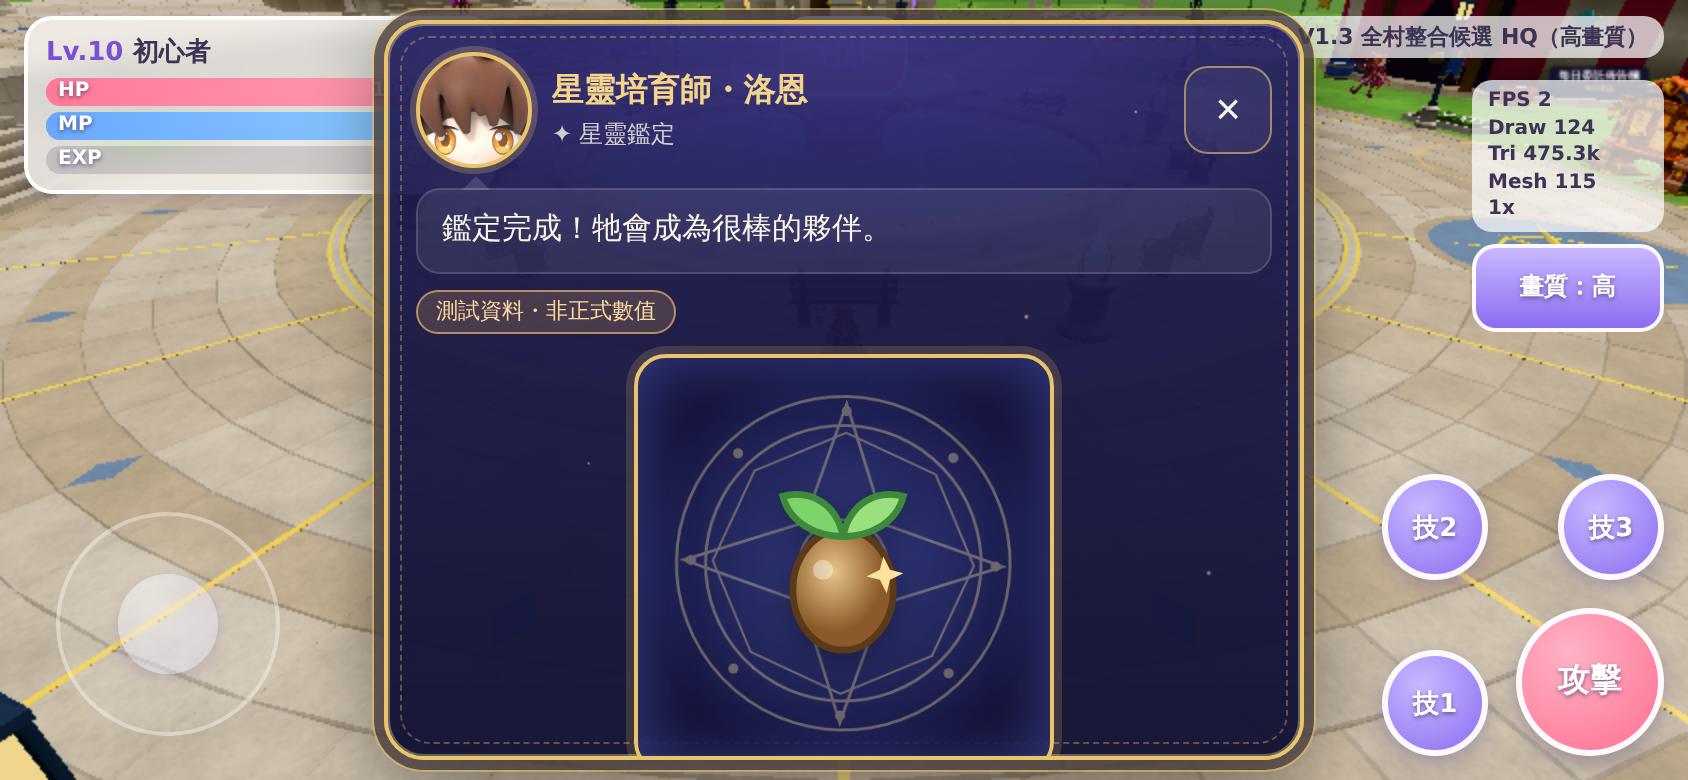 Lv.10 初心者
HP
MP
EXP
星靈培育師・洛恩
✦ 星靈鑑定
×
鑑定完成！牠會成為很棒的夥伴。
測試資料・非正式數值
V1.3 全村整合候選 HQ（高畫質）
FPS 2
Draw 124
Tri 475.3k
Mesh 115
1x
畫質：高
技2
技3
技1
攻擊